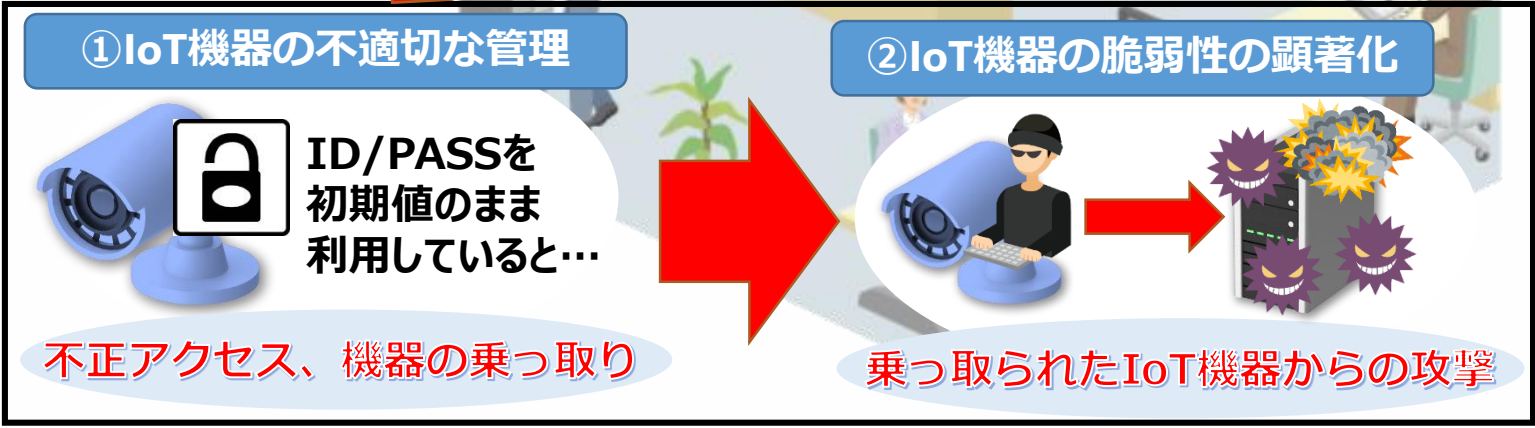 ①IoT機器の不適切な管理
ID/PASSを
初期値のまま
利用していると…
不正アクセス、機器の乗っ取り
②IoT機器の脆弱性の顕著化
乗っ取られたIoT機器からの攻撃